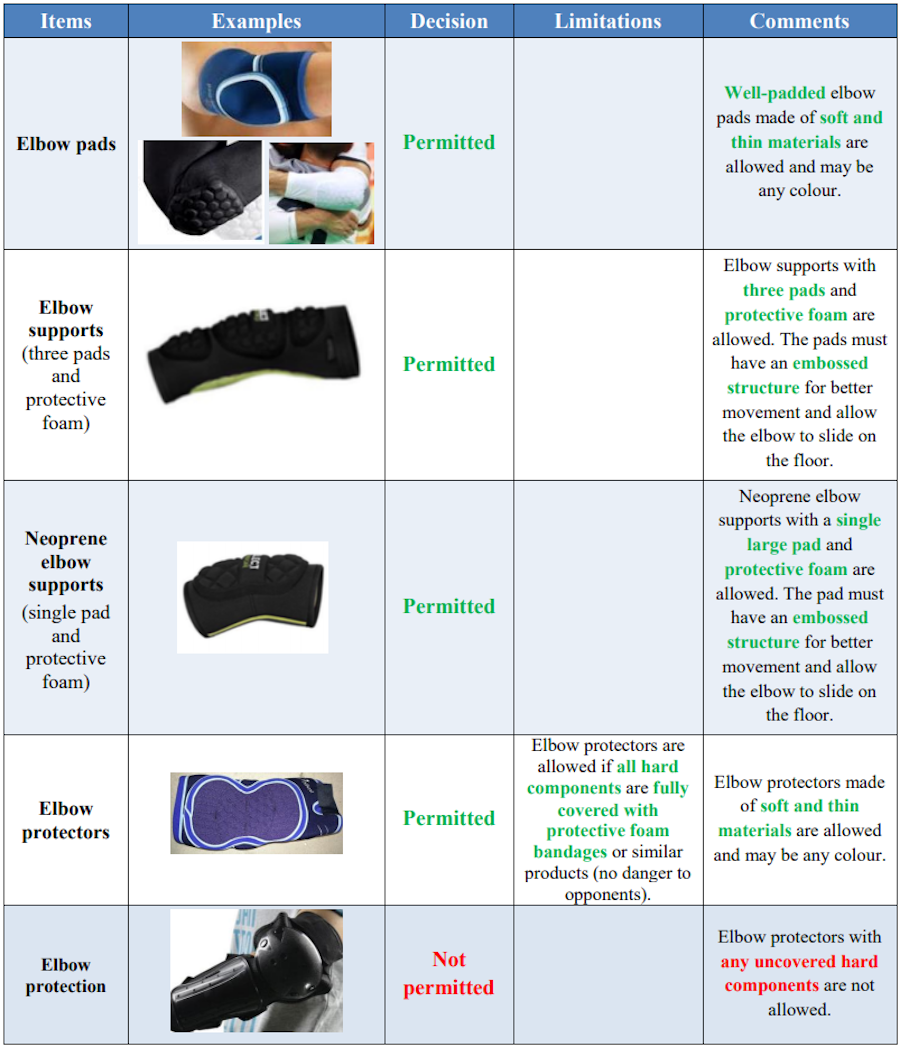 Items
Examples
Decision
Limitations
Comments
Elbow pads
Permitted
Well-padded elbow
pads made of soft and
thin materials are
allowed and may be
any colour.
Elbow
supports
(three pads
and
protective
foam)
Permitted
Elbow supports with
three pads and
protective foam are
allowed. The pads must
have an embossed
structure for better
movement and allow
the elbow to slide on
the floor.
Neoprene
elbow
supports
(single pad
and
protective
foam)
Permitted
Neoprene elbow
supports with a single
large pad and
protective foam are
allowed. The pad must
have an embossed
structure for better
movement and allow
the elbow to slide on
the floor.
Elbow
protectors
Permitted
Elbow protectors are
allowed if all hard
components are fully
covered with
protective foam
bandages or similar
products (no danger to
opponents).
Elbow protectors made
of soft and thin
materials are allowed
and may be any colour.
Elbow
protection
Not
permitted
Elbow protectors with
any uncovered hard
components are not
allowed.